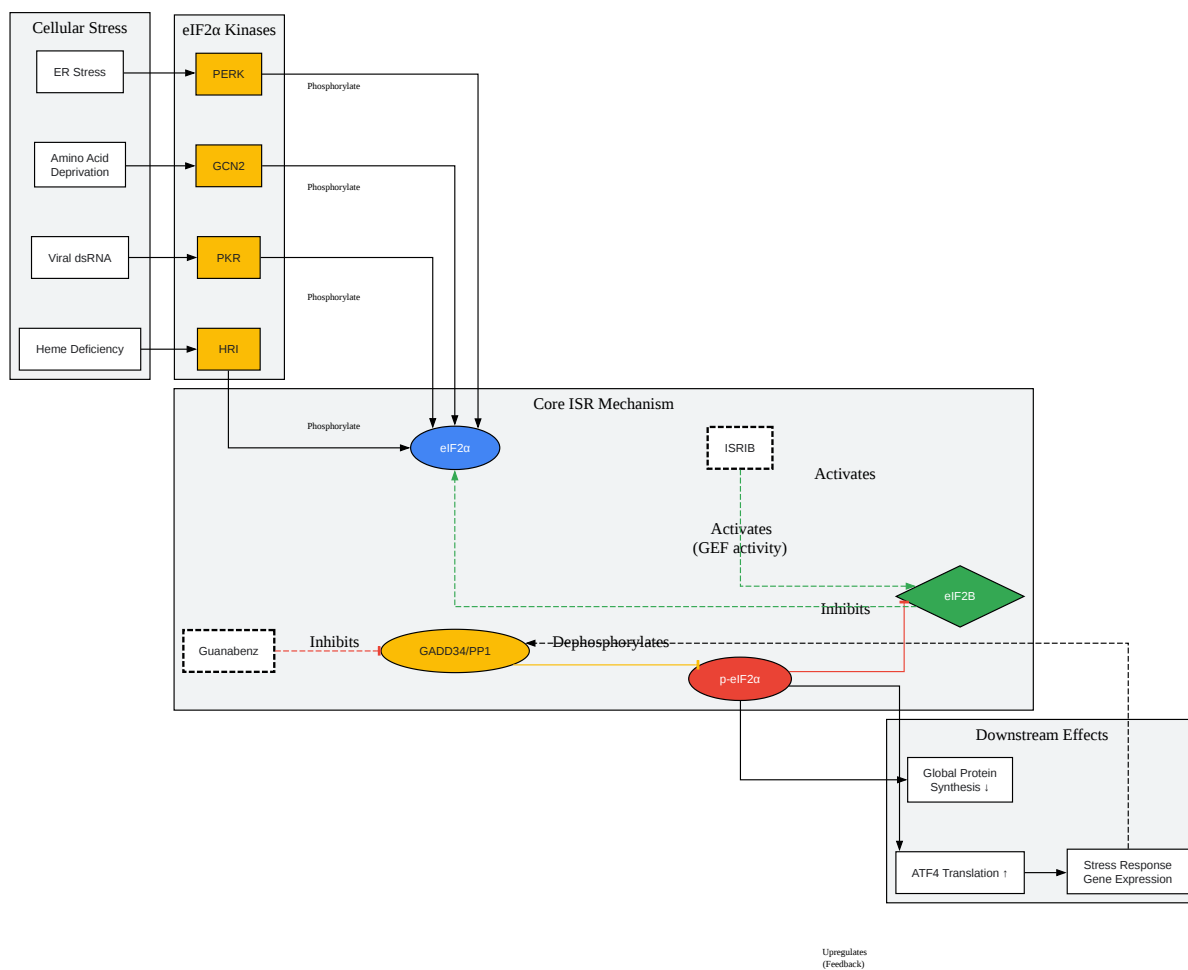 Cellular Stress
eIF2α Kinases
ER Stress
PERK
Phosphorylate
Amino Acid
Deprivation
GCN2
Phosphorylate
Viral dsRNA
PKR
Phosphorylate
Heme Deficiency
HRI
Phosphorylate
Core ISR Mechanism
eIF2α
ISRIB
Activates
Activates
(GEF activity)
eIF2B
Inhibits
Guanabenz
Inhibits
GADD34/PP1
Dephosphorylates
p-eIF2α
Downstream Effects
Global Protein
Synthesis ↓
ATF4 Translation ↑
Stress Response
Gene Expression
Upregulates
(Feedback)